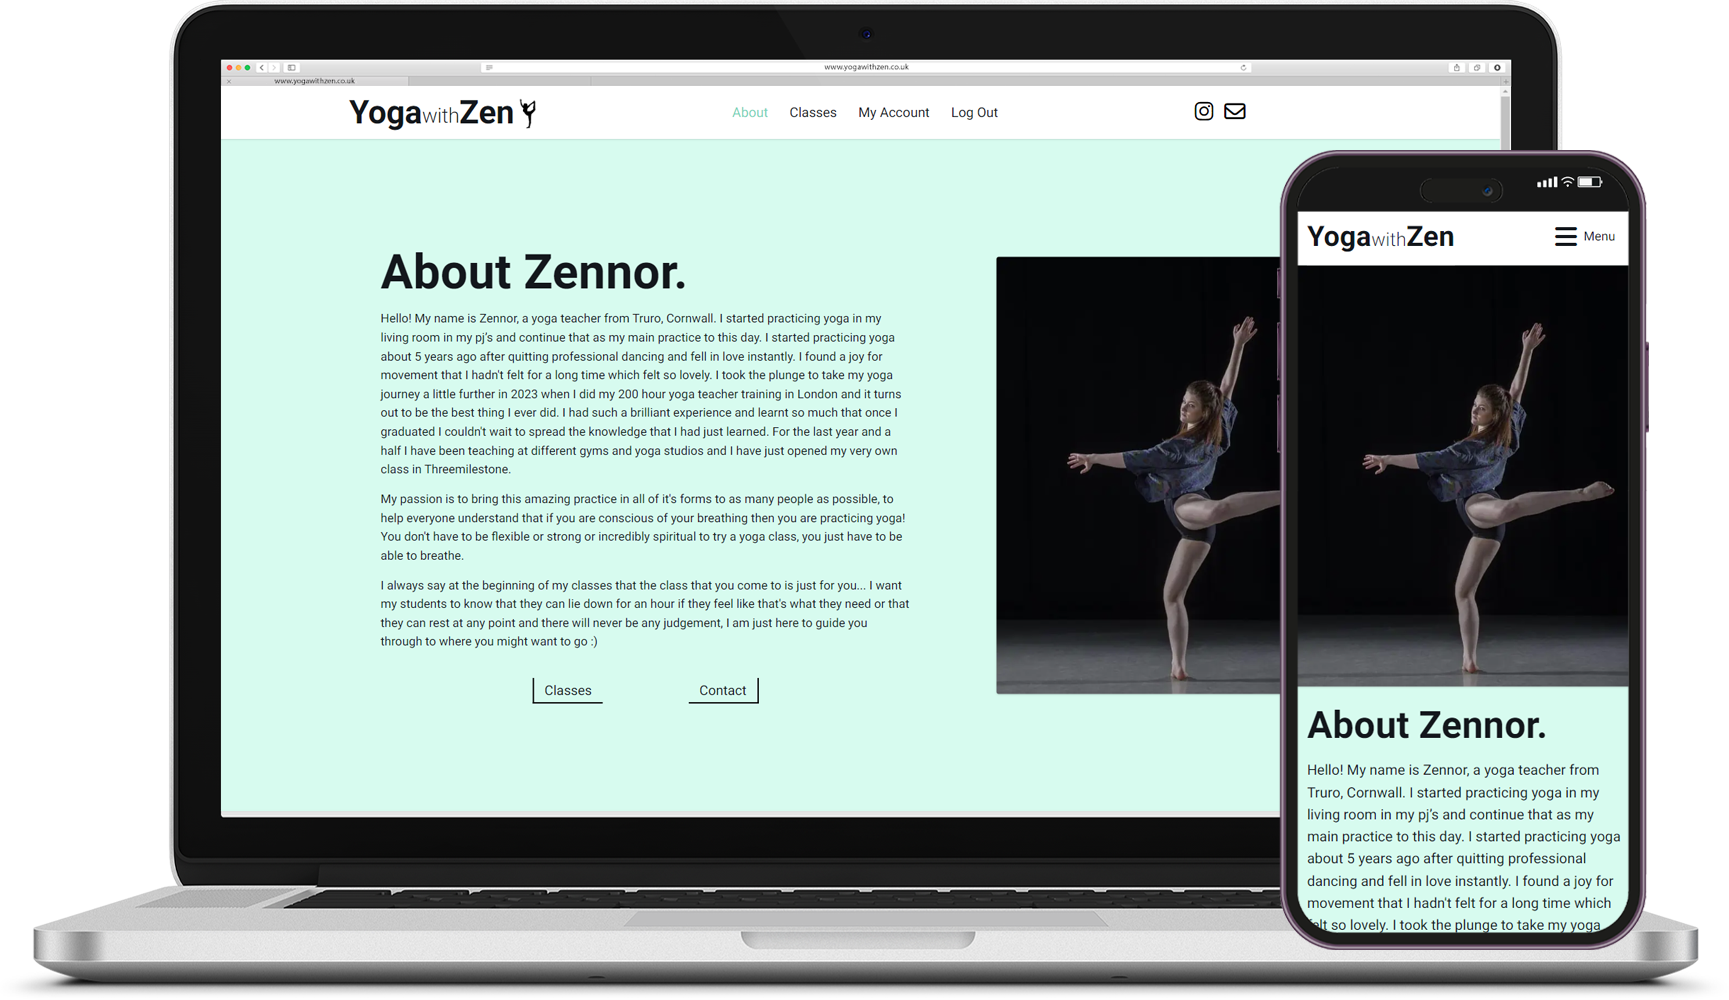 www.yogawithzen.co.uk
www.yogawithzen.co.uk
YogawithZen
About Classes My Account Log Out
About Zennor.
Hello! My name is Zennor, a yoga teacher from Truro, Cornwall. I started practicing yoga in my
living room in my pj's and continue that as my main practice to this day. I started practicing yoga
about 5 years ago after quitting professional dancing and fell in love instantly. I found a joy for
movement that I hadn't felt for a long time which felt so lovely. I took the plunge to take my yoga
journey a little further in 2023 when I did my 200 hour yoga teacher training in London and it turns
out to be the best thing I ever did. I had such a brilliant experience and learnt so much that once I
graduated I couldn't wait to spread the knowledge that I had just learned. For the last year and a
half I have been teaching at different gyms and yoga studios and I have just opened my very own
class in Threemilestone.
My passion is to bring this amazing practice in all of it's forms to as many people as possible, to
help everyone understand that if you are conscious of your breathing then you are practicing yoga!
You don't have to be flexible or strong or incredibly spiritual to try a yoga class, you just have to be
able to breathe.
I always say at the beginning of my classes that the class that you come to is just for you... I want
my students to know that they can lie down for an hour if they feel like that's what they need or that
they can rest at any point and there will never be any judgement, I am just here to guide you
through to where you might want to go :)
Classes
Contact
YogawithZen
Menu
About Zennor.
Hello! My name is Zennor, a yoga teacher from
Truro, Cornwall. I started practicing yoga in my
living room in my pj's and continue that as my
main practice to this day. I started practicing yoga
about 5 years ago after quitting professional
dancing and fell in love instantly. I found a joy for
movement that I hadn't felt for a long time which
felt so lovely. I took the plunge to take my yoga